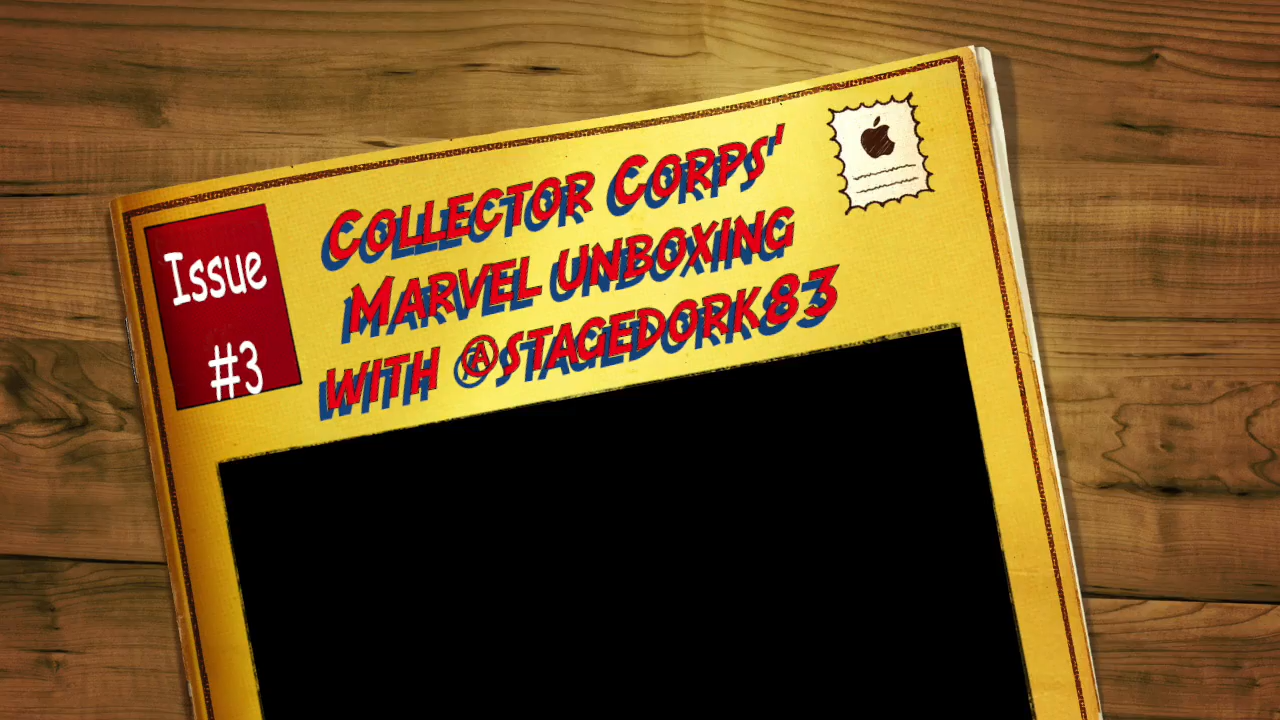 Issue
#3
Collector Corps'
Marvel unboxing
with @stagedork83